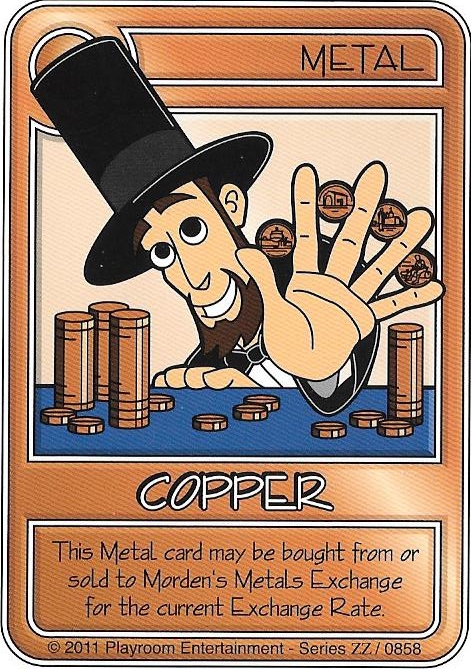 METAL
COPPER
This Metal card may be bought from or
sold to Morden's Metals Exchange
for the current Exchange Rate.
© 2011 Playroom Entertainment - Series ZZ / 0858